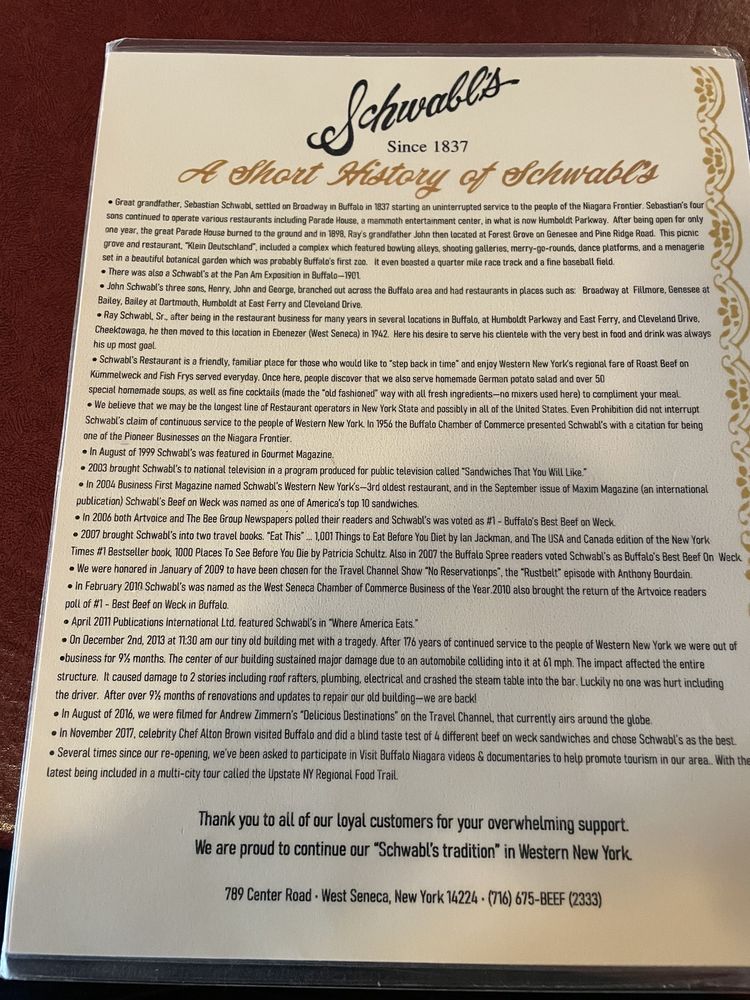 Schwabl's
Since 1837
A Short History of Schwabl's
• Great grandfather, Sebastian Schwabl, settled on Broadway in Buffalo in 1837 starting an uninterrupted service to the people of the Niagara Frontier. Sebastian's four
sons continued to operate various restaurants including Parade House, a mammoth entertainment center, in what is now Humboldt Parkway. After being open for only
one year, the great Parade House burned to the ground and in 1898, Ray's grandfather John then located at Forest Grove on Genesee and Pine Ridge Road. This picnic
grove and restaurant, "Klein Deutschland", included a complex which featured bowling alleys, shooting galleries, merry-go-rounds, dance platforms, and a menagerie
set in a beautiful botanical garden which was probably Buffalo's first zoo. It even boasted a quarter mile race track and a fine baseball field.
• There was also a Schwabl's at the Pan Am Exposition in Buffalo—1901.
• John Schwabl's three sons, Henry, John and George, branched out across the Buffalo area and had restaurants in places such as: Broadway at Fillmore, Genesee at
Bailey, Bailey at Dartmouth, Humboldt at East Ferry and Cleveland Drive.
• Ray Schwabl, Sr., after being in the restaurant business for many years in several locations in Buffalo, at Humboldt Parkway and East Ferry, and Cleveland Drive,
Cheektowaga, he then moved to this location in Ebenezer (West Seneca) in 1942. Here his desire to serve his clientele with the very best in food and drink was always
his up most goal.
• Schwabl's Restaurant is a friendly, familiar place for those who would like to "step back in time" and enjoy Western New York's regional fare of Roast Beef on
Kümmelweck and Fish Frys served everyday. Once here, people discover that we also serve homemade German potato salad and over 50
special homemade soups, as well as fine cocktails (made the "old fashioned" way with all fresh ingredients—no mixers used here) to compliment your meal.
• We believe that we may be the longest line of Restaurant operators in New York State and possibly in all of the United States. Even Prohibition did not interrupt
Schwabl's claim of continuous service to the people of Western New York. In 1956 the Buffalo Chamber of Commerce presented Schwabl's with a citation for being
one of the Pioneer Businesses on the Niagara Frontier.
• In August of 1999 Schwabl's was featured in Gourmet Magazine.
• 2003 brought Schwabl's to national television in a program produced for public television called "Sandwiches That You Will Like."
• In 2004 Business First Magazine named Schwabl's Western New York's—3rd oldest restaurant, and in the September issue of Maxim Magazine (an international
publication) Schwabl's Beef on Weck was named as one of America's top 10 sandwiches.
• In 2006 both Artvoice and The Bee Group Newspapers polled their readers and Schwabl's was voted as #1 - Buffalo's Best Beef on Weck.
• 2007 brought Schwabl's into two travel books. "Eat This" ... 1,001 Things to Eat Before You Die by Ian Jackman, and The USA and Canada edition of the New York
Times #1 Bestseller book, 1000 Places To See Before You Die by Patricia Schultz. Also in 2007 the Buffalo Spree readers voted Schwabl's as Buffalo's Best Beef On Weck.
• We were honored in January of 2009 to have been chosen for the Travel Channel Show "No Reservationps", the "Rustbelt" episode with Anthony Bourdain.
• In February 2010 Schwabl's was named as the West Seneca Chamber of Commerce Business of the Year.2010 also brought the return of the Artvoice readers
poll of #1 - Best Beef on Weck in Buffalo.
• April 2011 Publications International Ltd. featured Schwabl's in "Where America Eats."
• On December 2nd, 2013 at 11:30 am our tiny old building met with a tragedy. After 176 years of continued service to the people of Western New York we were out of
•business for 9½ months. The center of our building sustained major damage due to an automobile colliding into it at 61 mph. The impact affected the entire
structure. It caused damage to 2 stories including roof rafters, plumbing, electrical and crashed the steam table into the bar. Luckily no one was hurt including
the driver. After over 9½ months of renovations and updates to repair our old building—we are back!
• In August of 2016, we were filmed for Andrew Zimmern's "Delicious Destinations" on the Travel Channel, that currently airs around the globe.
• In November 2017, celebrity Chef Alton Brown visited Buffalo and did a blind taste test of 4 different beef on weck sandwiches and chose Schwabl's as the best.
• Several times since our re-opening, we've been asked to participate in Visit Buffalo Niagara videos & documentaries to help promote tourism in our area.. With the
latest being included in a multi-city tour called the Upstate NY Regional Food Trail.
Thank you to all of our loyal customers for your overwhelming support.
We are proud to continue our "Schwabl's tradition" in Western New York.
789 Center Road • West Seneca, New York 14224 • (716) 675-BEEF (2333)